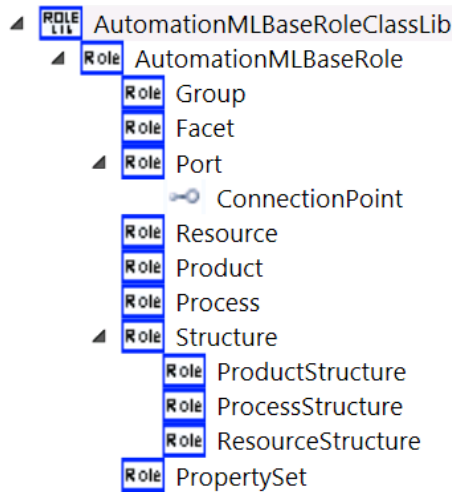 ROLE LIB AutomationMLBaseRoleClassLib
Role AutomationMLBaseRole
Role Group
Role Facet
Role Port
ConnectionPoint
Role Resource
Role Product
Role Process
Role Structure
Role ProductStructure
Role ProcessStructure
Role ResourceStructure
Role PropertySet